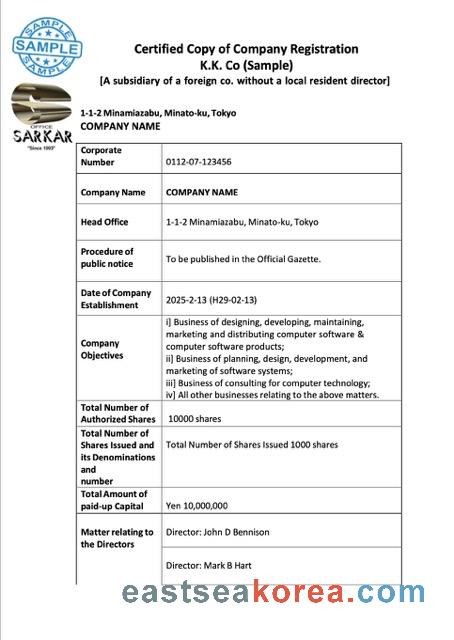 SAMPLE
SAMPLE
SAMPLE
OFFICE
SARKAR
"Since 1993"
Certified Copy of Company Registration
K.K. Co (Sample)
[A subsidiary of a foreign co. without a local resident director]
1-1-2 Minamiazabu, Minato-ku, Tokyo
COMPANY NAME
Corporate
Number
0112-07-123456
Company Name
COMPANY NAME
Head Office
1-1-2 Minamiazabu, Minato-ku, Tokyo
Procedure of
public notice
To be published in the Official Gazette.
Date of Company
Establishment
2025-2-13 (H29-02-13)
Company
Objectives
i] Business of designing, developing, maintaining,
marketing and distributing computer software &
computer software products;
ii] Business of planning, design, development, and
marketing of software systems;
iii] Business of consulting for computer technology;
iv] All other businesses relating to the above matters.
Total Number of
Authorized Shares
10000 shares
Total Number of
Shares Issued and
its Denominations
and
number
Total Number of Shares Issued 1000 shares
Total Amount of
paid-up Capital
Yen 10,000,000
Matter relating to
the Directors
Director: John D Bennison
Director: Mark B Hart
eastseakorea.com